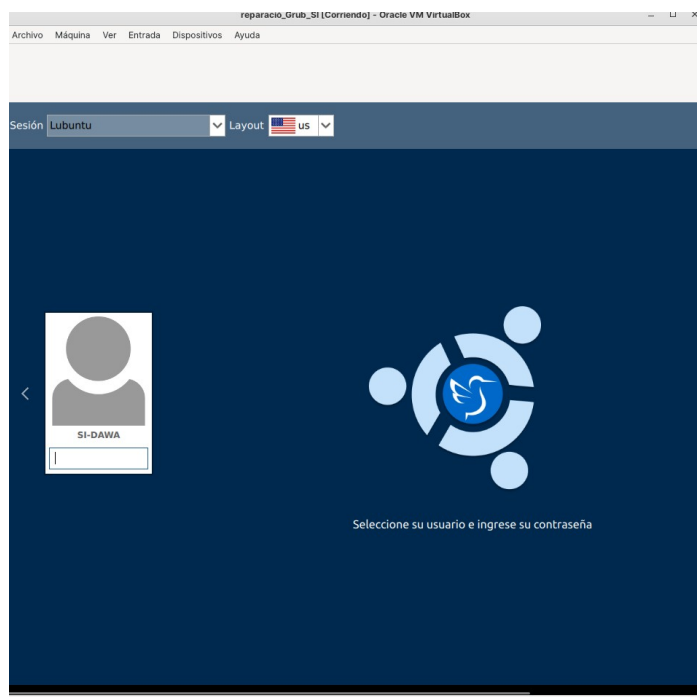 reparació_Grub_SI [Corriendo] - Oracle VM VirtualBox
Archivo Máquina Ver Entrada Dispositivos Ayuda
Sesión Lubuntu Layout us
SI-DAWA
Seleccione su usuario e ingrese su contraseña